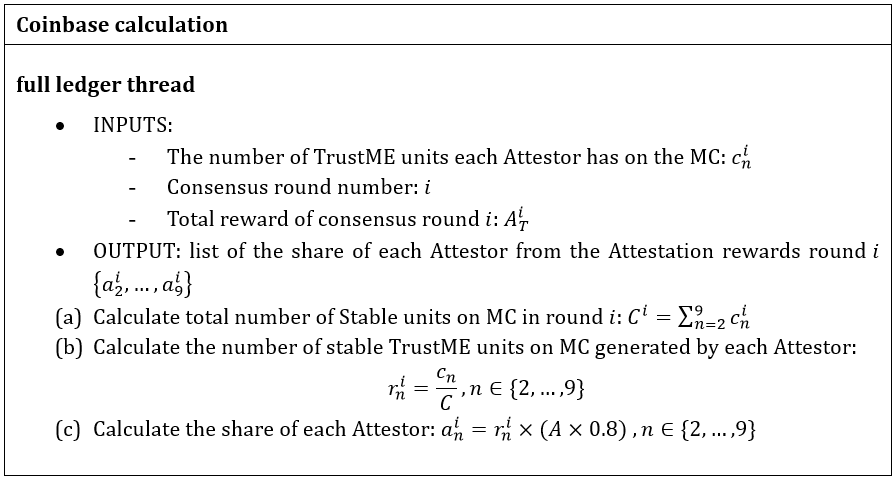 Coinbase calculation
full ledger thread
• INPUTS:
- The number of TrustME units each Attestor has on the MC: $c_n^i$
- Consensus round number: $i$
- Total reward of consensus round $i$: $A_T^i$
• OUTPUT: list of the share of each Attestor from the Attestation rewards round $i$
$\{a_2^i, \dots, a_9^i\}$
(a) Calculate total number of Stable units on MC in round $i$: $C^i = \sum_{n=2}^{9} c_n^i$
(b) Calculate the number of stable TrustME units on MC generated by each Attestor:
$r_n^i = \frac{c_n}{C}, n \in \{2, \dots, 9\}$
(c) Calculate the share of each Attestor: $a_n^i = r_n^i \times (A \times 0.8), n \in \{2, \dots, 9\}$